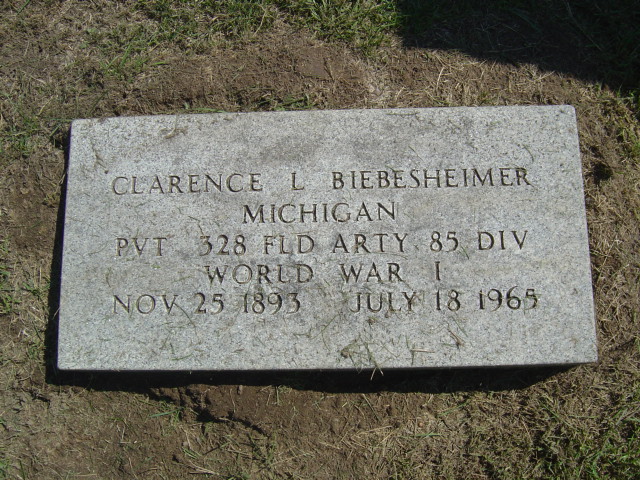 CLARENCE L BIEBESHEIMER
MICHIGAN
PVT 328 FLD ARTY 85 DIV
WORLD WAR I
NOV 25 1893 JULY 18 1965